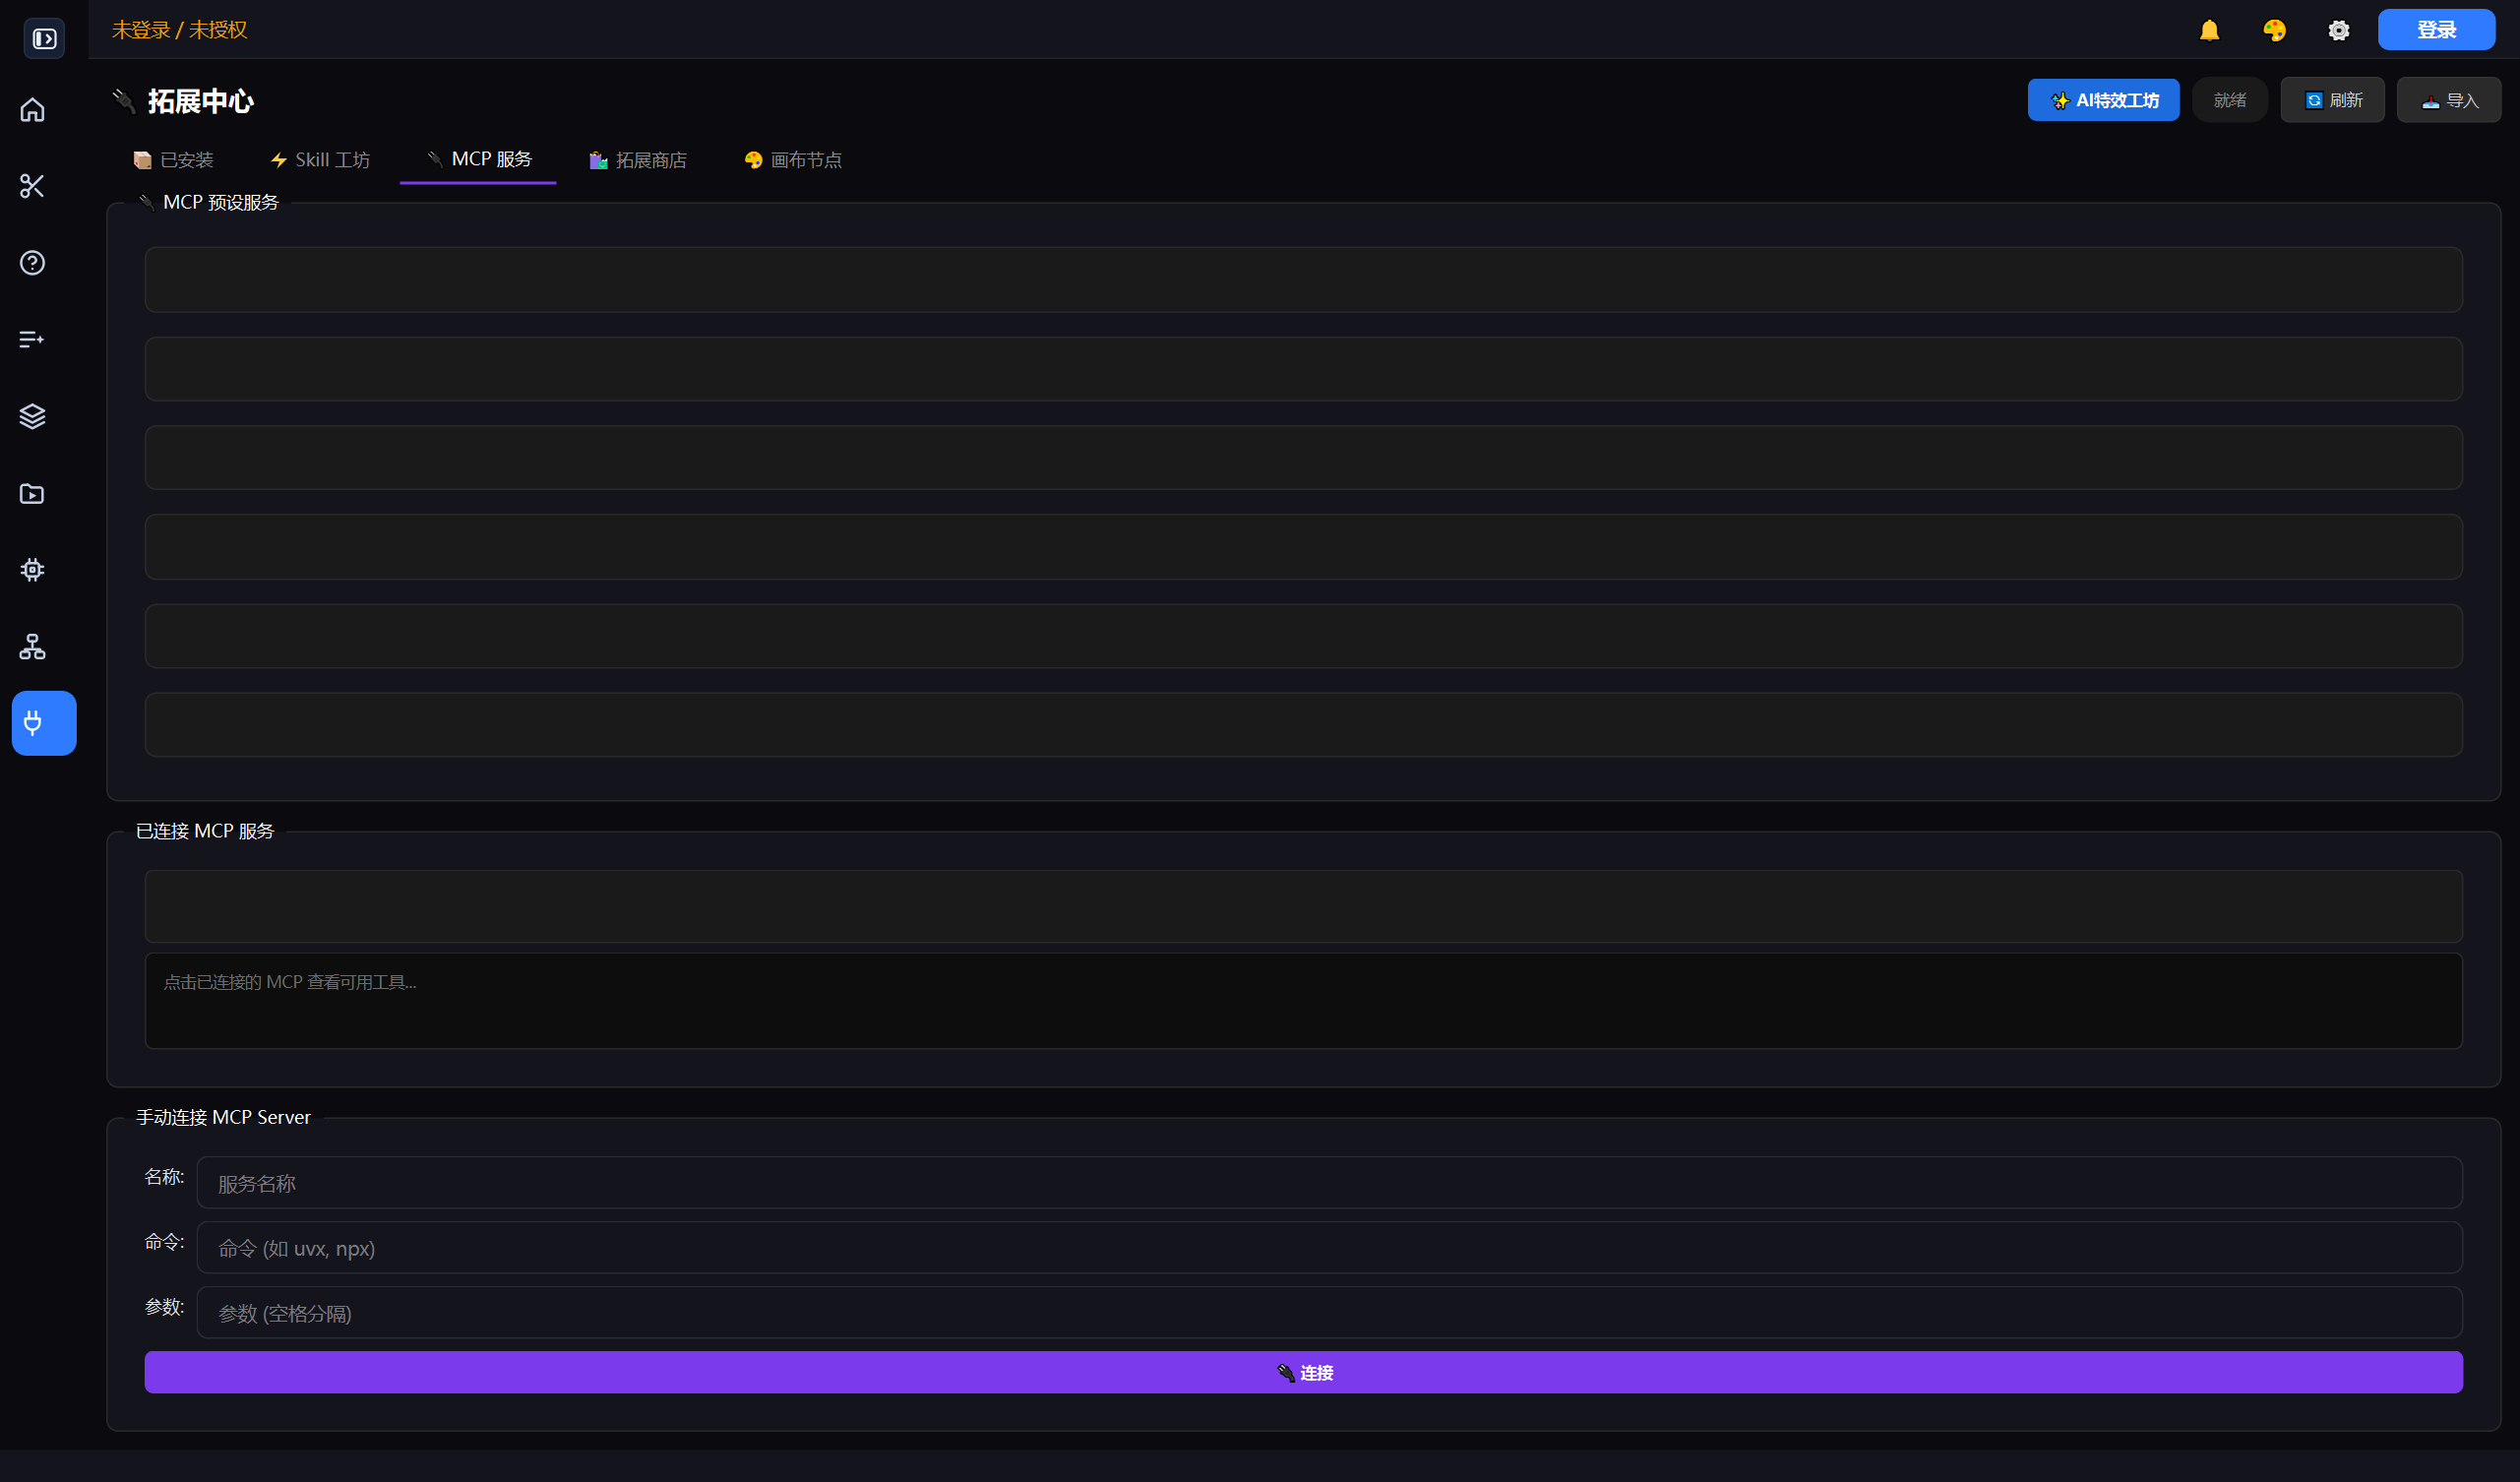 未登录 / 未授权
登录
拓展中心
AI特效工坊
就绪
刷新
导入
已安装
Skill 工坊
MCP 服务
拓展商店
画布节点
MCP 预设服务
已连接 MCP 服务
点击已连接的 MCP 查看可用工具...
手动连接 MCP Server
名称:
服务名称
命令:
命令 (如 uvx, npx)
参数:
参数 (空格分隔)
连接